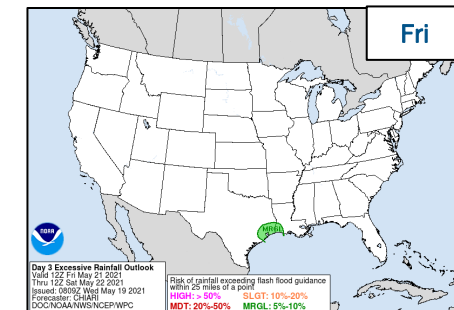 Fri
MRGL
NOAA
Day 3 Excessive Rainfall Outlook
Valid 12Z Fri May 21 2021
Thru 12Z Sat May 22 2021
Issued: 0809Z Wed May 19 2021
Forecaster: CHIARI
DOC/NOAA/NWS/NCEP/WPC
Risk of rainfall exceeding flash flood guidance
within 25 miles of a point
HIGH: > 50% SLGT: 10%-20%
MDT: 20%-50% MRGL: 5%-10%